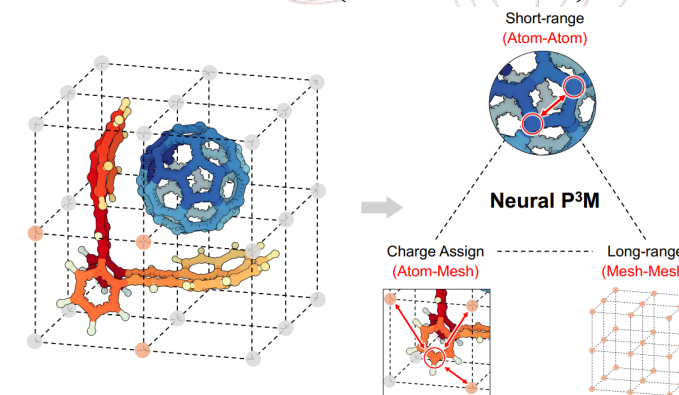 Short-range
(Atom-Atom)
Neural P³M
Charge Assign
(Atom-Mesh)
Long-range
(Mesh-Mesh